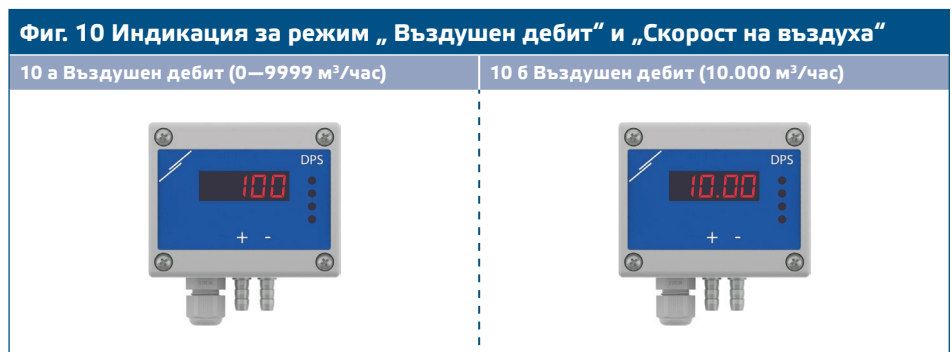 Фиг. 10 Индикация за режим „ Въздушен дебит“ и „Скорост на въздуха“
10 а Въздушен дебит (0—9999 м³/час)
10 б Въздушен дебит (10.000 м³/час)
DPS
100
+ -
DPS
10.00
+ -